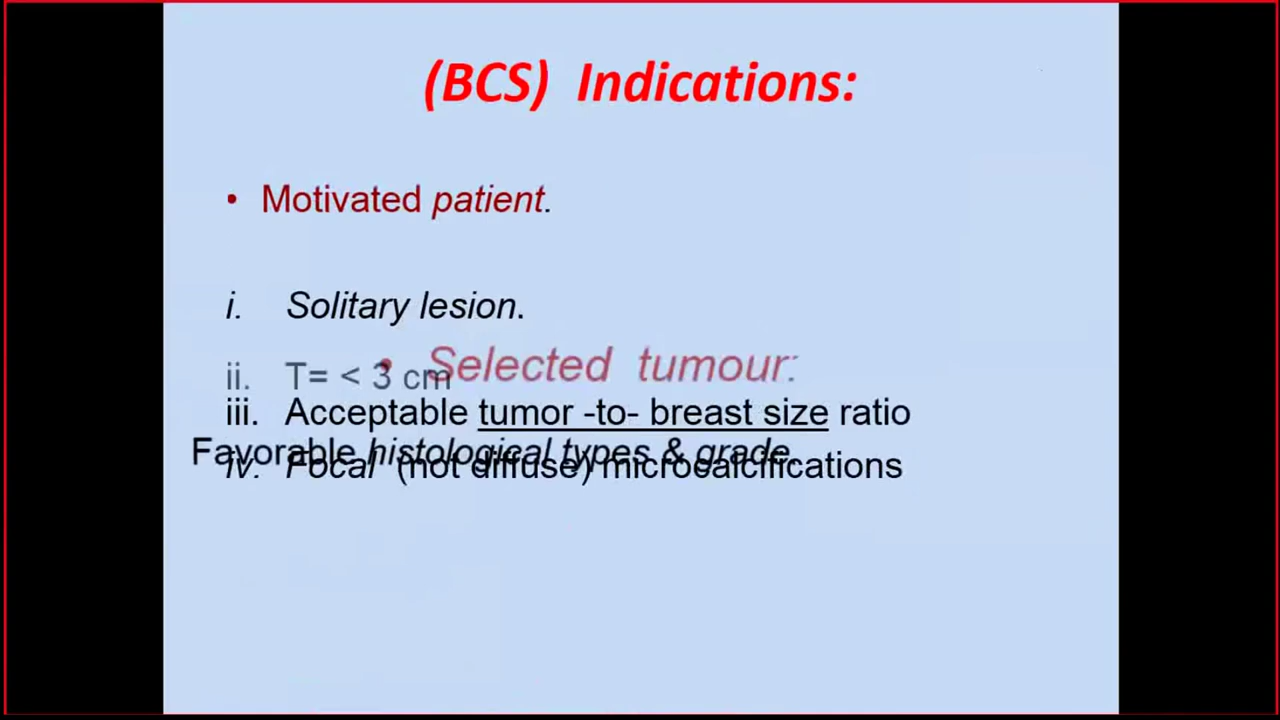 (BCS) Indications:
• Motivated patient.
i. Solitary lesion.
• Selected tumour:
ii. T= < 3 cm
iii. Acceptable tumor -to- breast size ratio
Favorable histological types & grade.
iv. Focal (not diffuse) microcalcifications